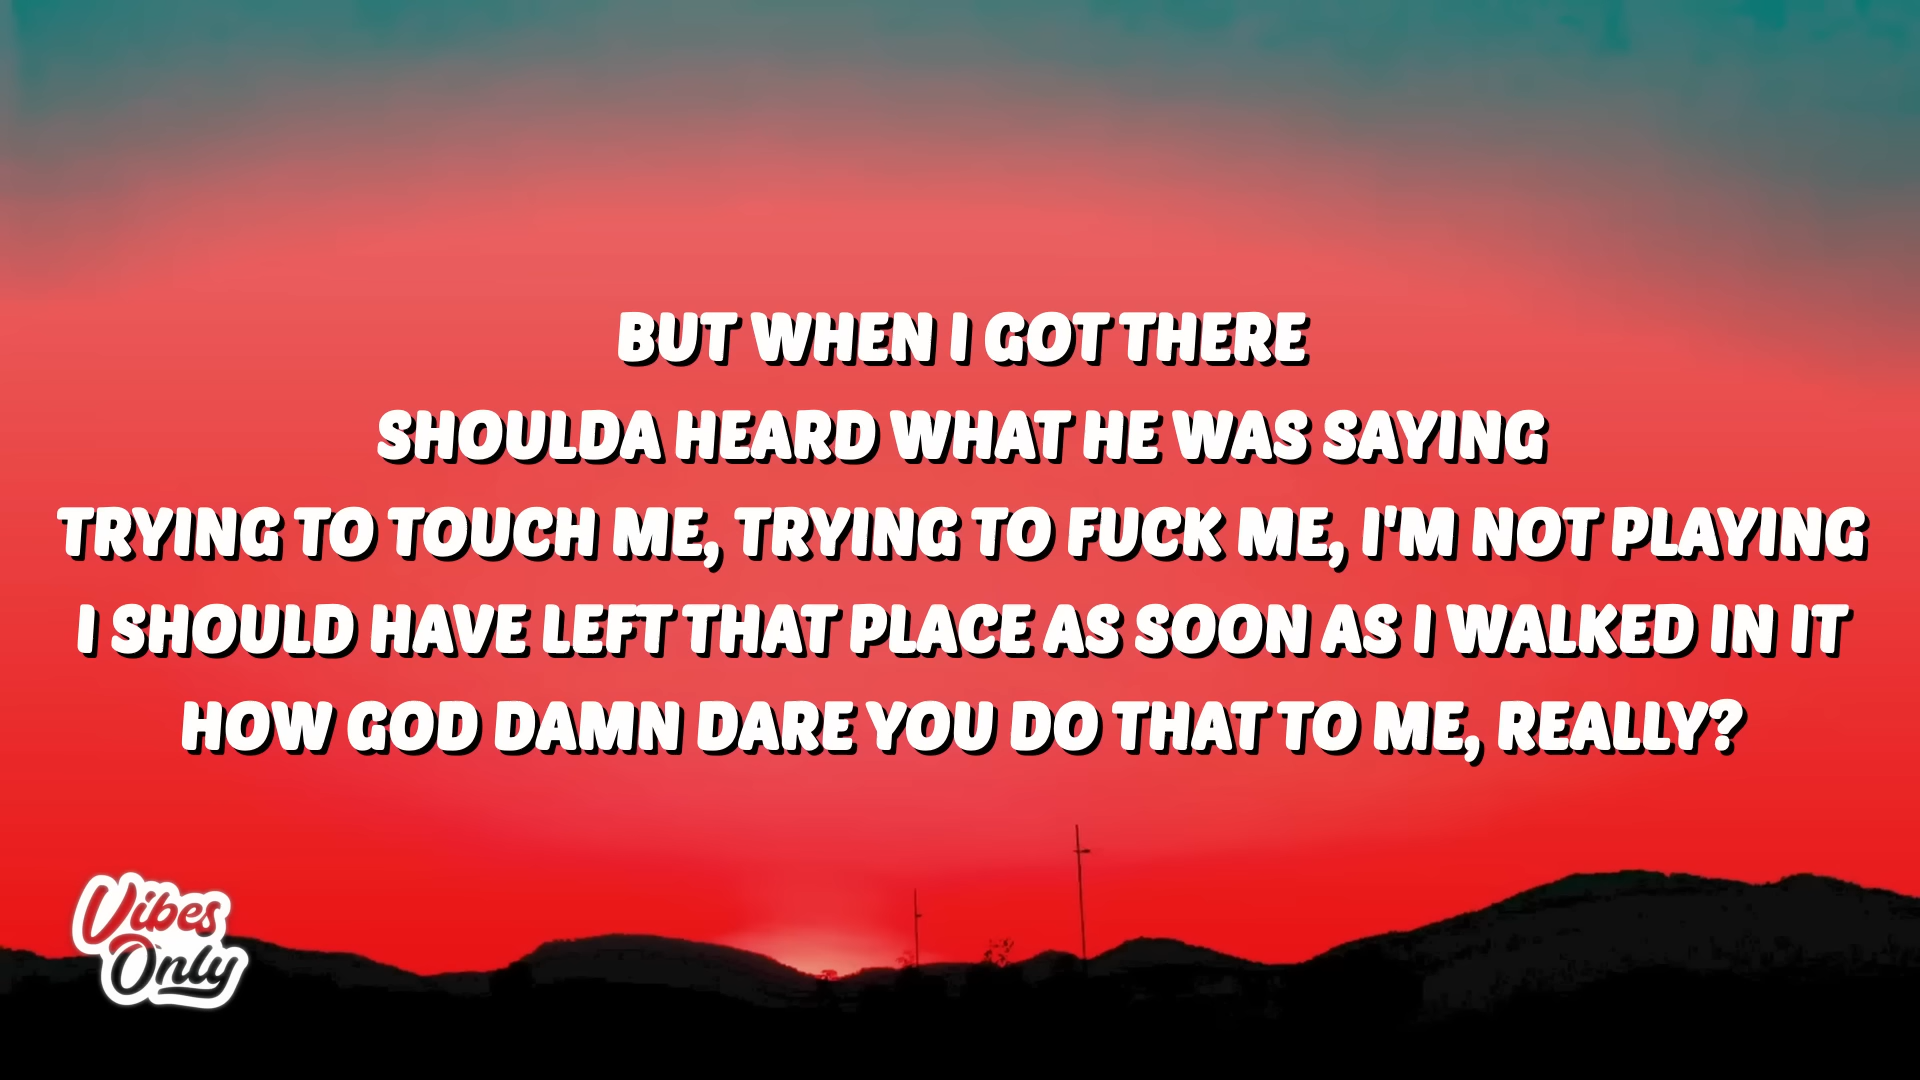 BUT WHEN I GOT THERE
SHOULDA HEARD WHAT HE WAS SAYING
TRYING TO TOUCH ME, TRYING TO FUCK ME, I'M NOT PLAYING
I SHOULD HAVE LEFT THAT PLACE AS SOON AS I WALKED IN IT
HOW GOD DAMN DARE YOU DO THAT TO ME, REALLY?
Vibes
Only